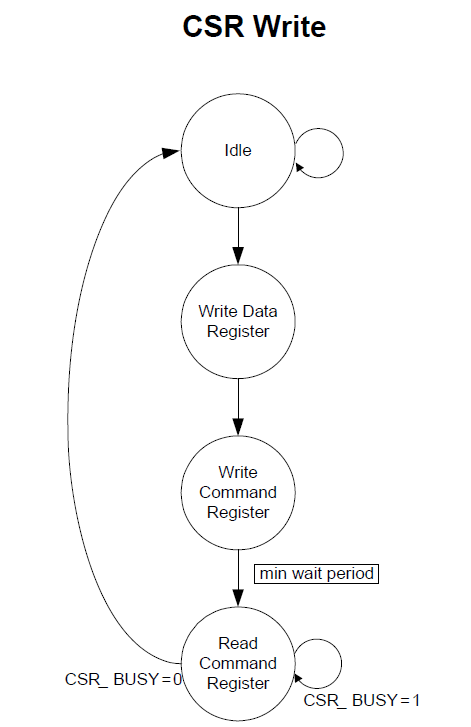 CSR Write
Idle
Write Data
Register
Write
Command
Register
min wait period
Read
Command
Register
CSR_ BUSY=0
CSR_ BUSY=1